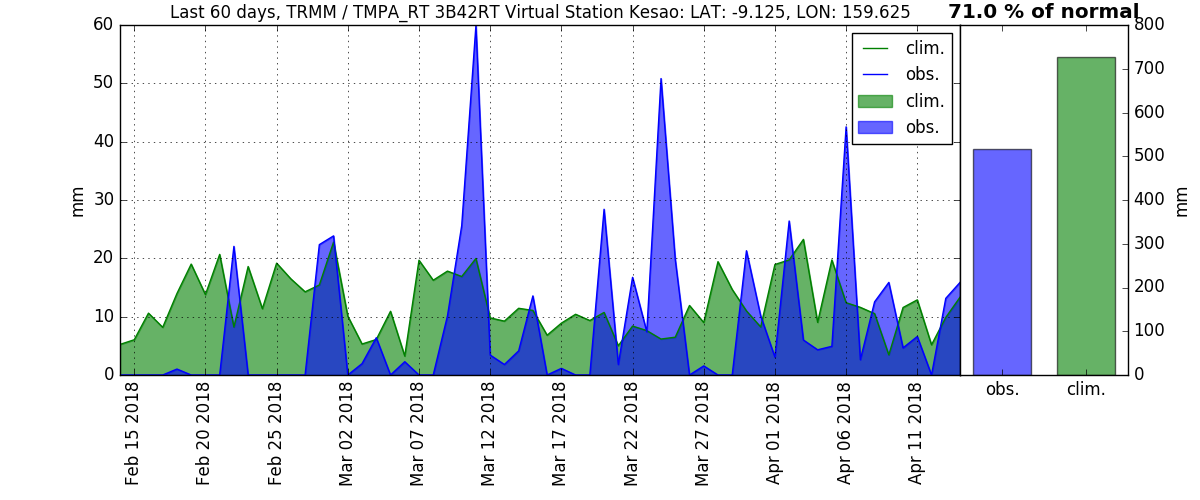 Last 60 days, TRMM / TMPA_RT 3B42RT Virtual Station Kesao: LAT: -9.125, LON: 159.625
71.0 % of normal
60
50
40
30
20
10
0
mm
clim.
obs.
clim.
obs.
800
700
600
500
400
300
200
100
0
mm
obs.
clim.
Feb 15 2018
Feb 20 2018
Feb 25 2018
Mar 02 2018
Mar 07 2018
Mar 12 2018
Mar 17 2018
Mar 22 2018
Mar 27 2018
Apr 01 2018
Apr 06 2018
Apr 11 2018